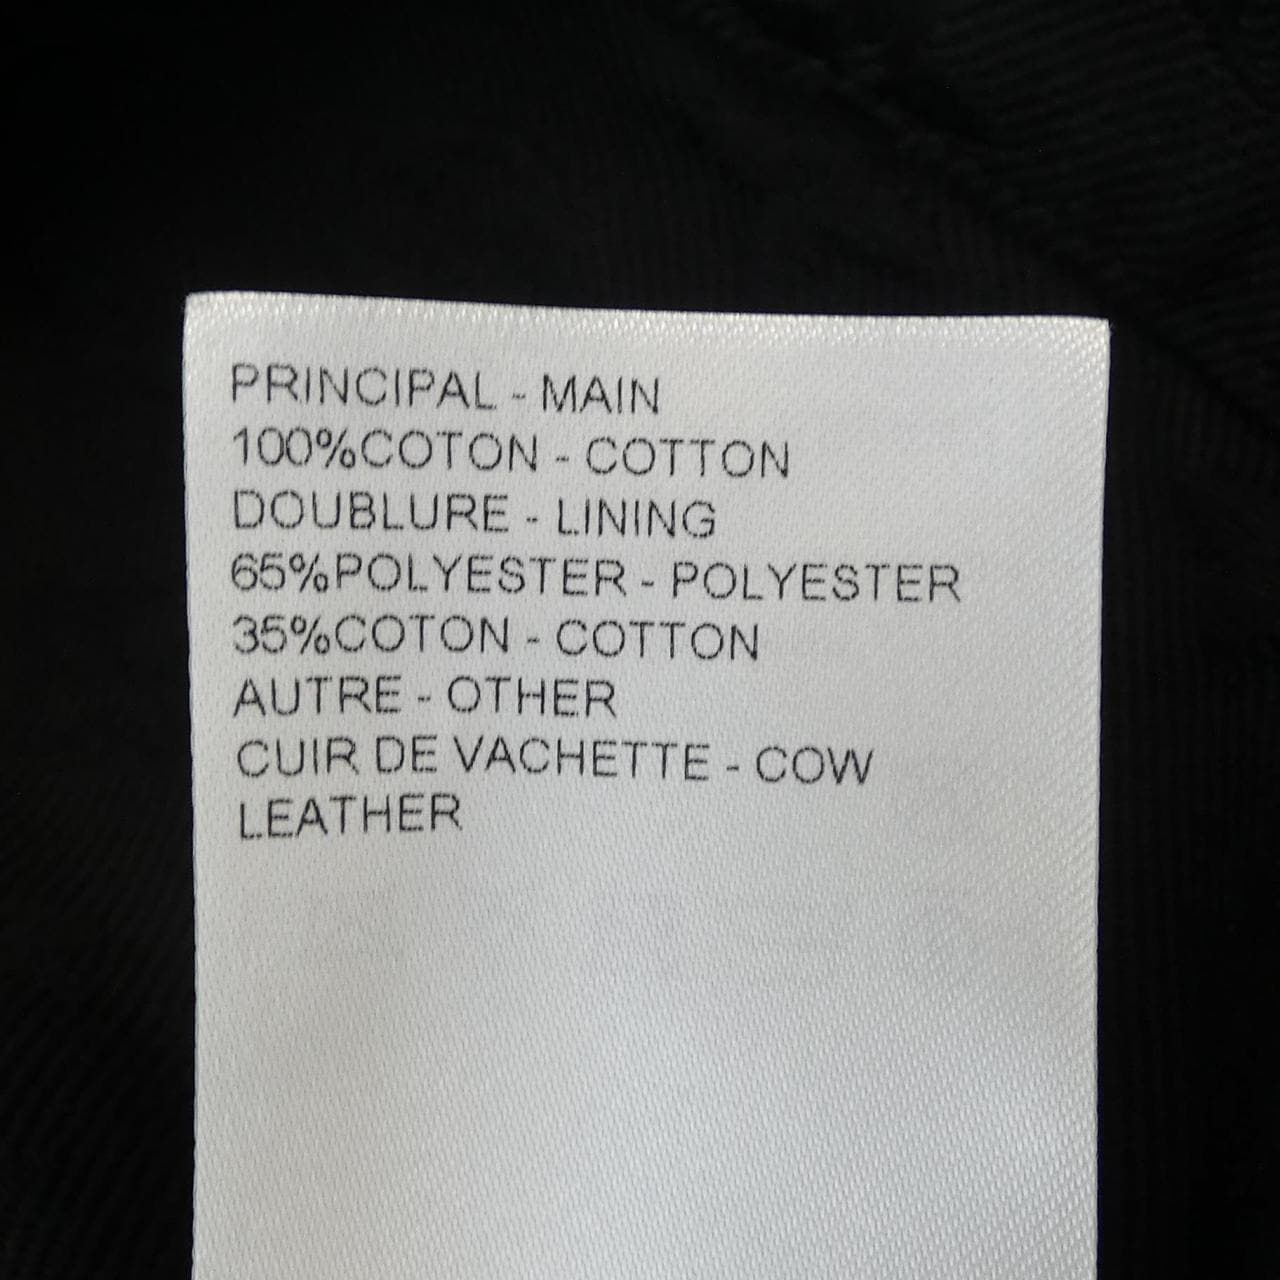 PRINCIPAL - MAIN
100%COTON - COTTON
DOUBLURE - LINING
65%POLYESTER - POLYESTER
35%COTON - COTTON
AUTRE - OTHER
CUIR DE VACHETTE - COW
LEATHER